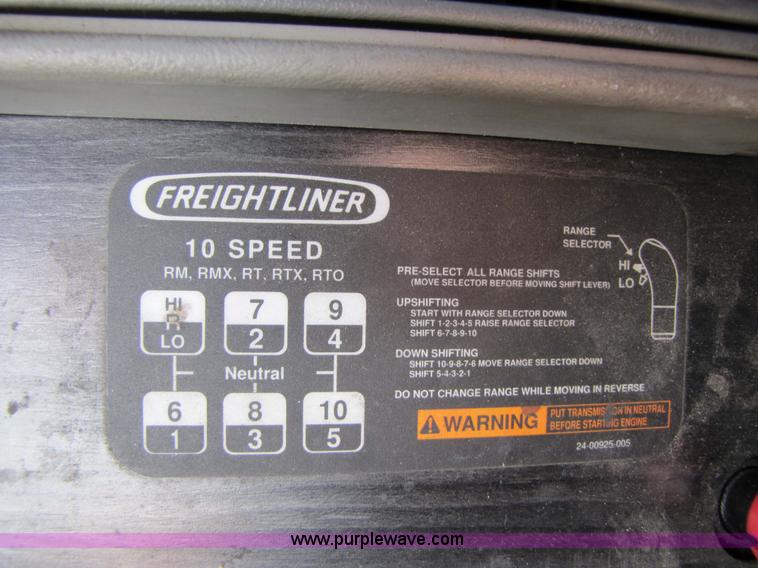 FREIGHTLINER
10 SPEED
RM, RMX, RT, RTX, RTO
HI
R
LO
7
2
9
4
Neutral
6
1
8
3
10
5
RANGE
SELECTOR
HI
LO
PRE-SELECT ALL RANGE SHIFTS
(MOVE SELECTOR BEFORE MOVING SHIFT LEVER)
UPSHIFTING
START WITH RANGE SELECTOR DOWN
SHIFT 1-2-3-4-5 RAISE RANGE SELECTOR
SHIFT 6-7-8-9-10
DOWN SHIFTING
SHIFT 10-9-8-7-6 MOVE RANGE SELECTOR DOWN
SHIFT 5-4-3-2-1
DO NOT CHANGE RANGE WHILE MOVING IN REVERSE
WARNING
PUT TRANSMISSION IN NEUTRAL
BEFORE STARTING ENGINE
24-00925-005
www.purplewave.com